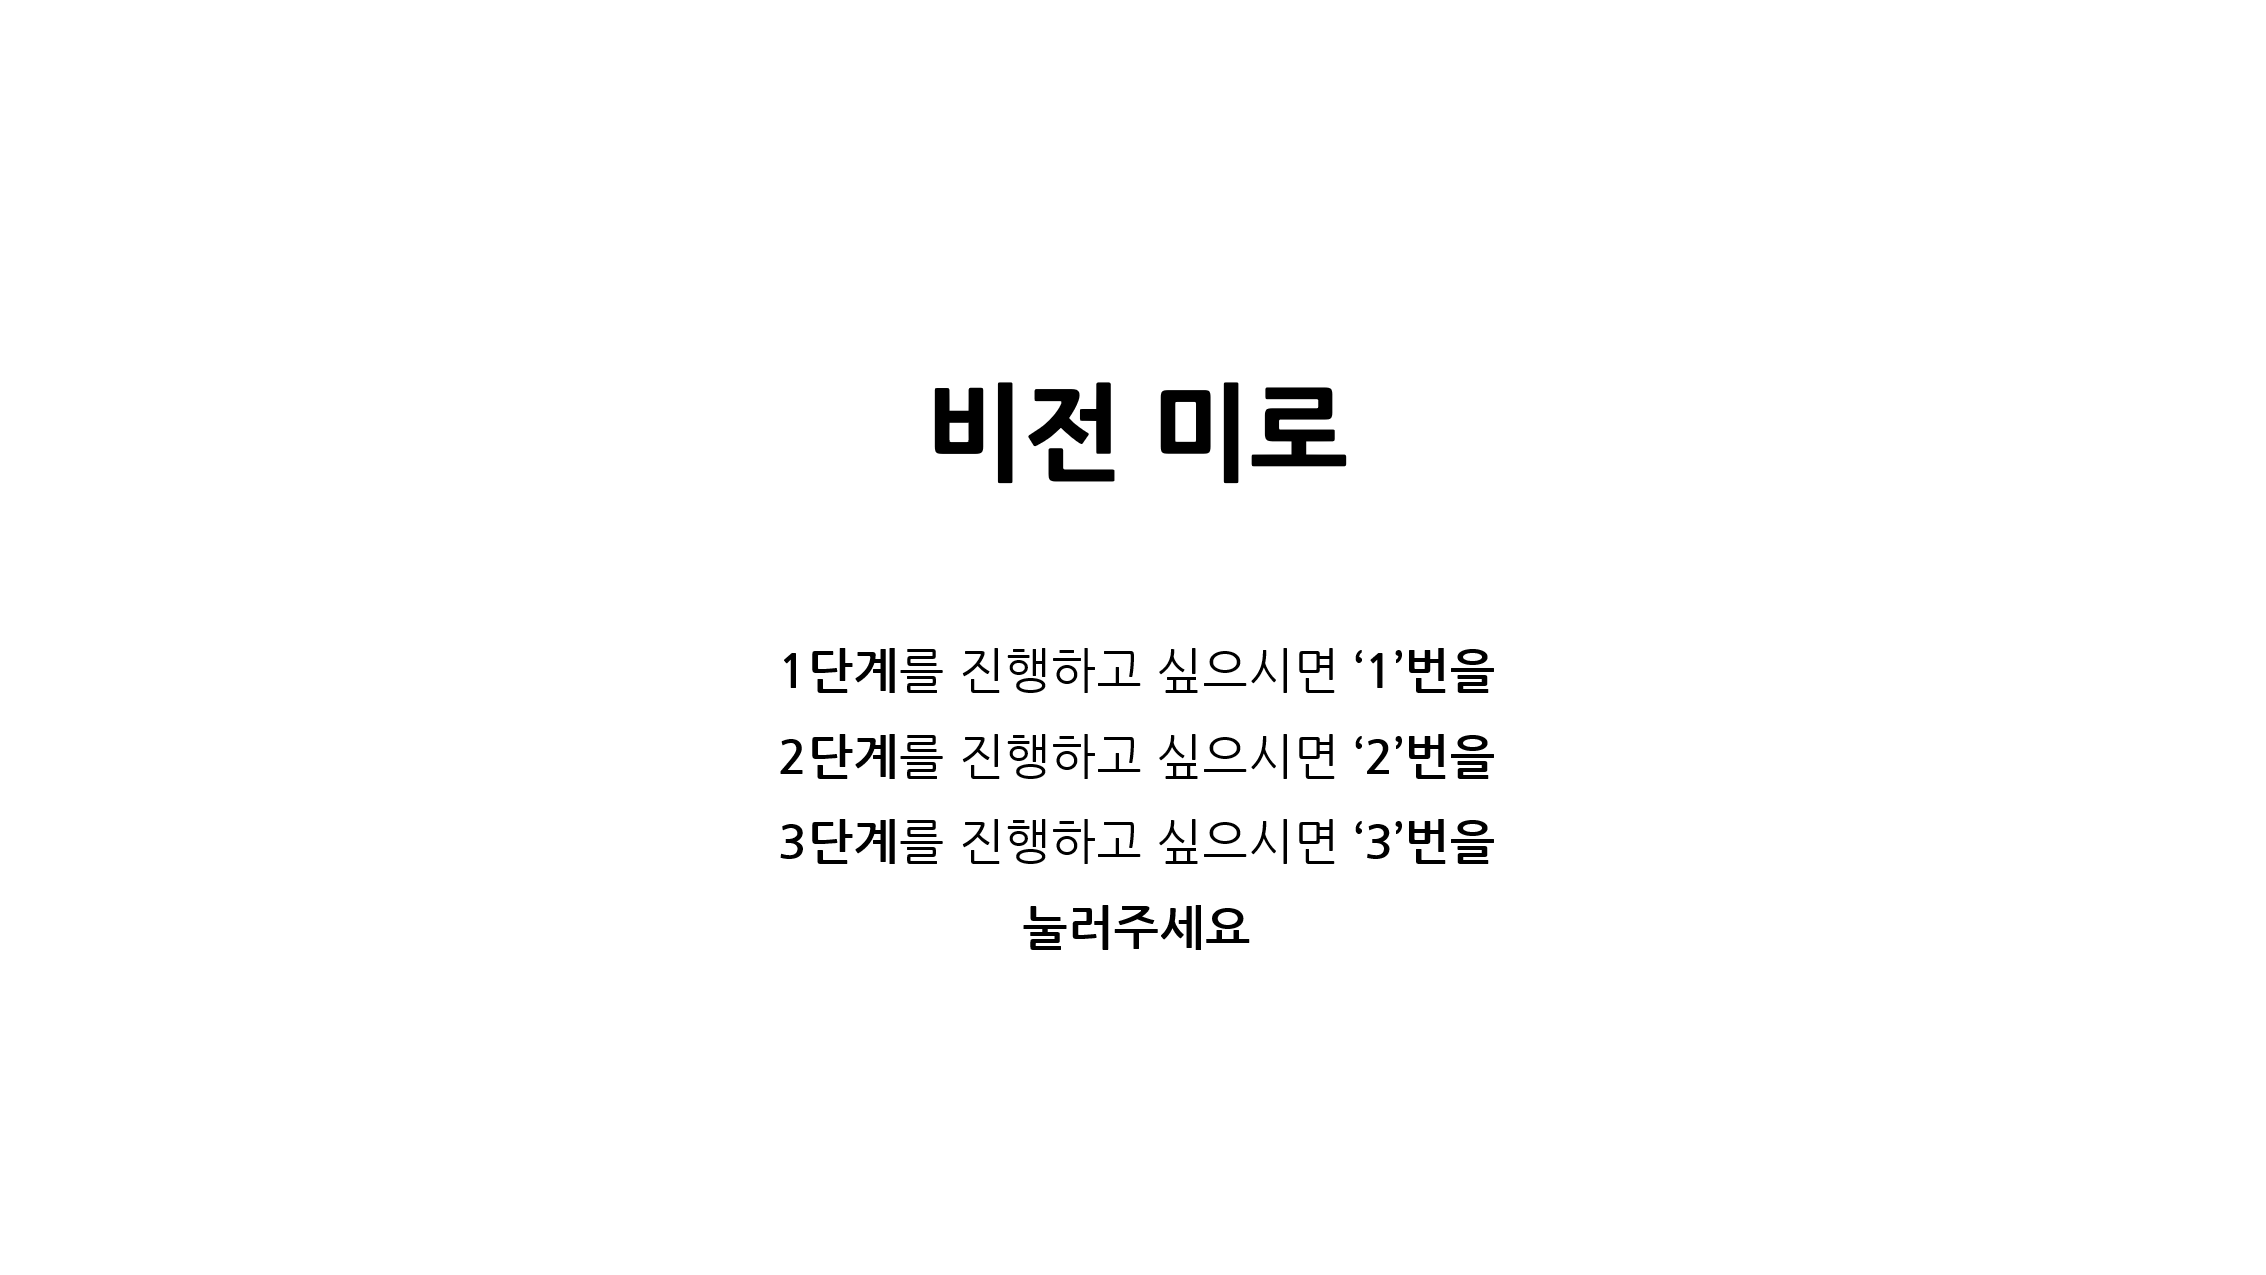 비전 미로
1단계를 진행하고 싶으시면 ‘1’번을
2단계를 진행하고 싶으시면 ‘2’번을
3단계를 진행하고 싶으시면 ‘3’번을
눌러주세요